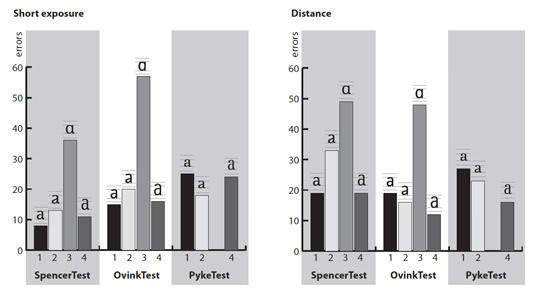 Short exposure
errors
60
50
40
30
20
10
0
a a ɑ a
a a ɑ a
a a a
1 2 3 4
1 2 3 4
1 2 4
SpencerTest OvinkTest PykeTest
Distance
errors
60
50
40
30
20
10
0
a a ɑ a
a a ɑ a
a a a
1 2 3 4
1 2 3 4
1 2 4
SpencerTest OvinkTest PykeTest